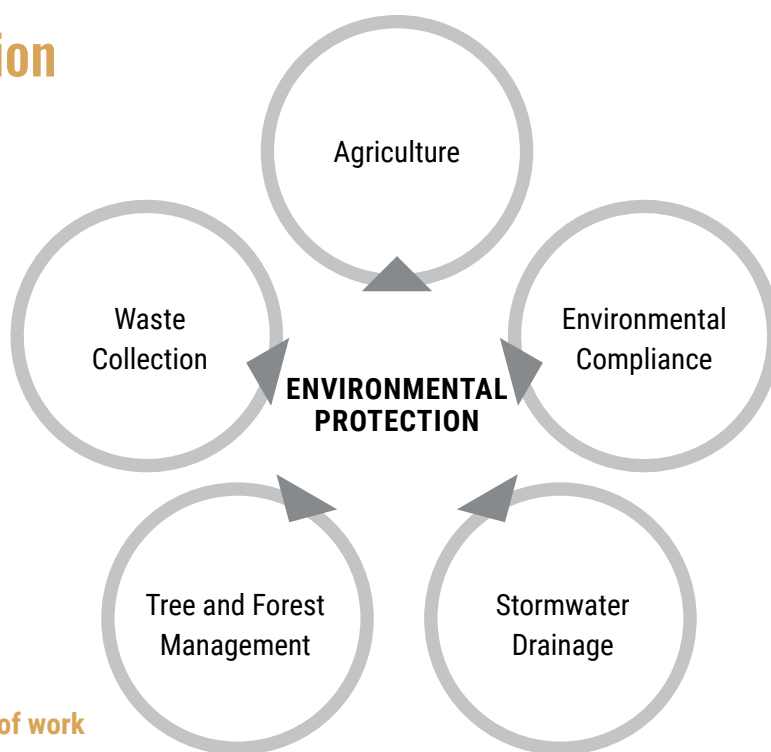 ion
Agriculture
Waste
Collection
Environmental
Compliance
ENVIRONMENTAL
PROTECTION
Tree and Forest
Management
Stormwater
Drainage
of work